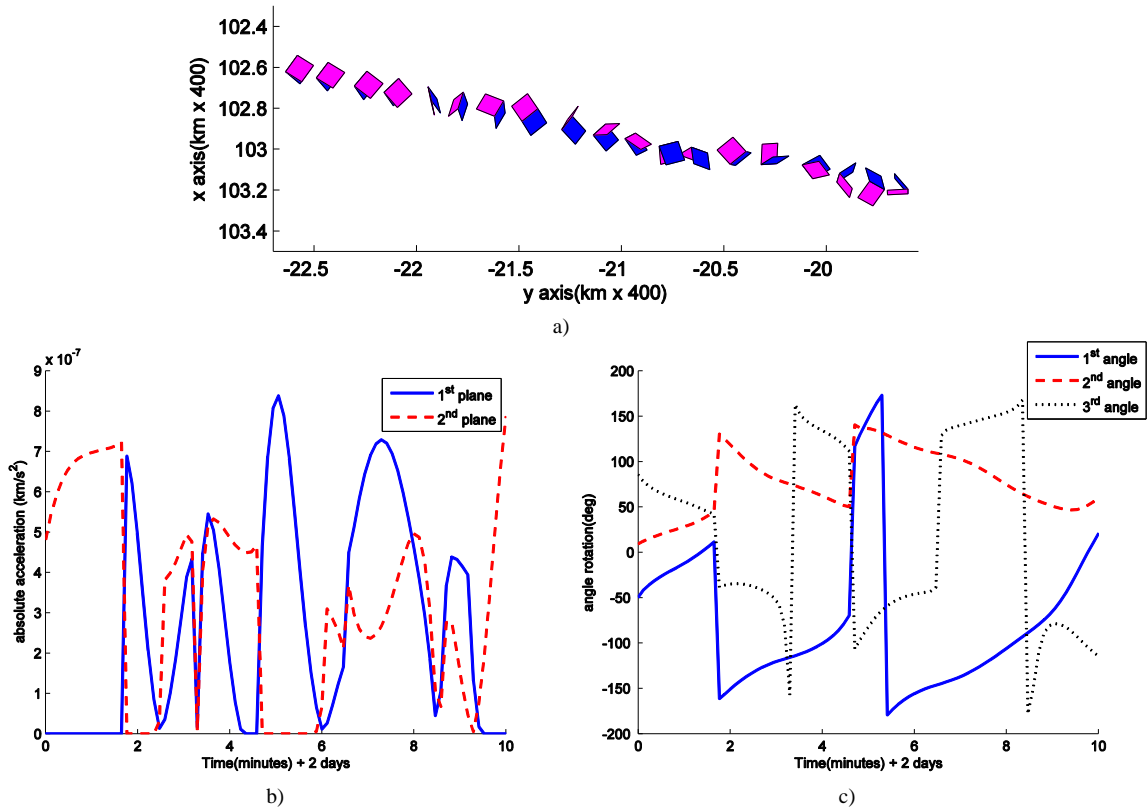 102.4
102.6
102.8
103
103.2
103.4
x axis(km x 400)
-22.5 -22 -21.5 -21 -20.5 -20
y axis(km x 400)
a)
x 10⁻⁷
9
8
7
6
5
4
3
2
1
0
absolute acceleration (km/s²)
1ˢᵗ plane
2ⁿᵈ plane
0 2 4 6 8 10
Time(minutes) + 2 days
b)
1ˢᵗ angle
2ⁿᵈ angle
3ʳᵈ angle
200
150
100
50
0
-50
-100
-150
-200
angle rotation(deg)
0 2 4 6 8 10
Time(minutes) + 2 days
c)